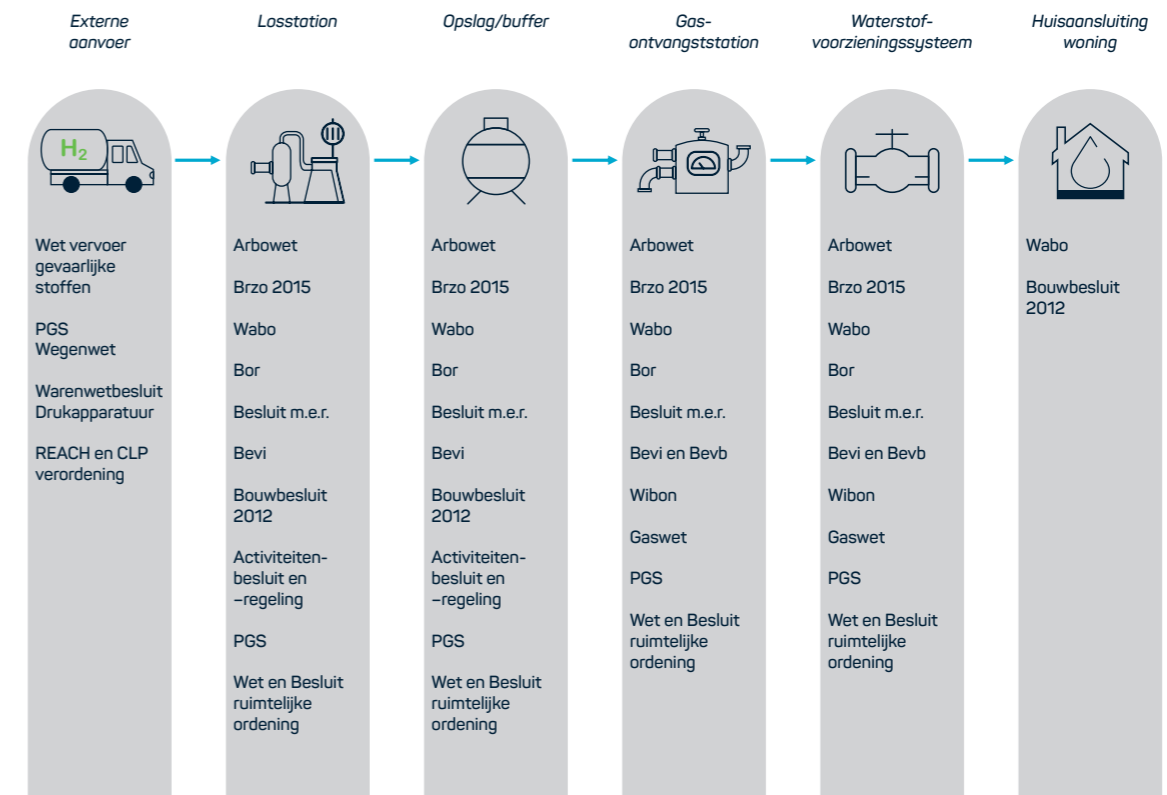 Externe
aanvoer
Losstation
Opslag/buffer
Gas-
ontvangststation
Waterstof-
voorzieningssysteem
Huisaansluiting
woning
H₂
Wet vervoer
gevaarlijke
stoffen
PGS
Wegenwet
Warenwetbesluit
Drukapparatuur
REACH en CLP
verordening
Arbowet
Brzo 2015
Wabo
Bor
Besluit m.e.r.
Bevi
Bouwbesluit
2012
Activiteiten-
besluit en
–regeling
PGS
Wet en Besluit
ruimtelijke
ordening
Arbowet
Brzo 2015
Wabo
Bor
Besluit m.e.r.
Bevi
Bouwbesluit
2012
Activiteiten-
besluit en
–regeling
PGS
Wet en Besluit
ruimtelijke
ordening
Arbowet
Brzo 2015
Wabo
Bor
Besluit m.e.r.
Bevi en Bevb
Wibon
Gaswet
PGS
Wet en Besluit
ruimtelijke
ordening
Arbowet
Brzo 2015
Wabo
Bor
Besluit m.e.r.
Bevi en Bevb
Wibon
Gaswet
PGS
Wet en Besluit
ruimtelijke
ordening
Wabo
Bouwbesluit
2012